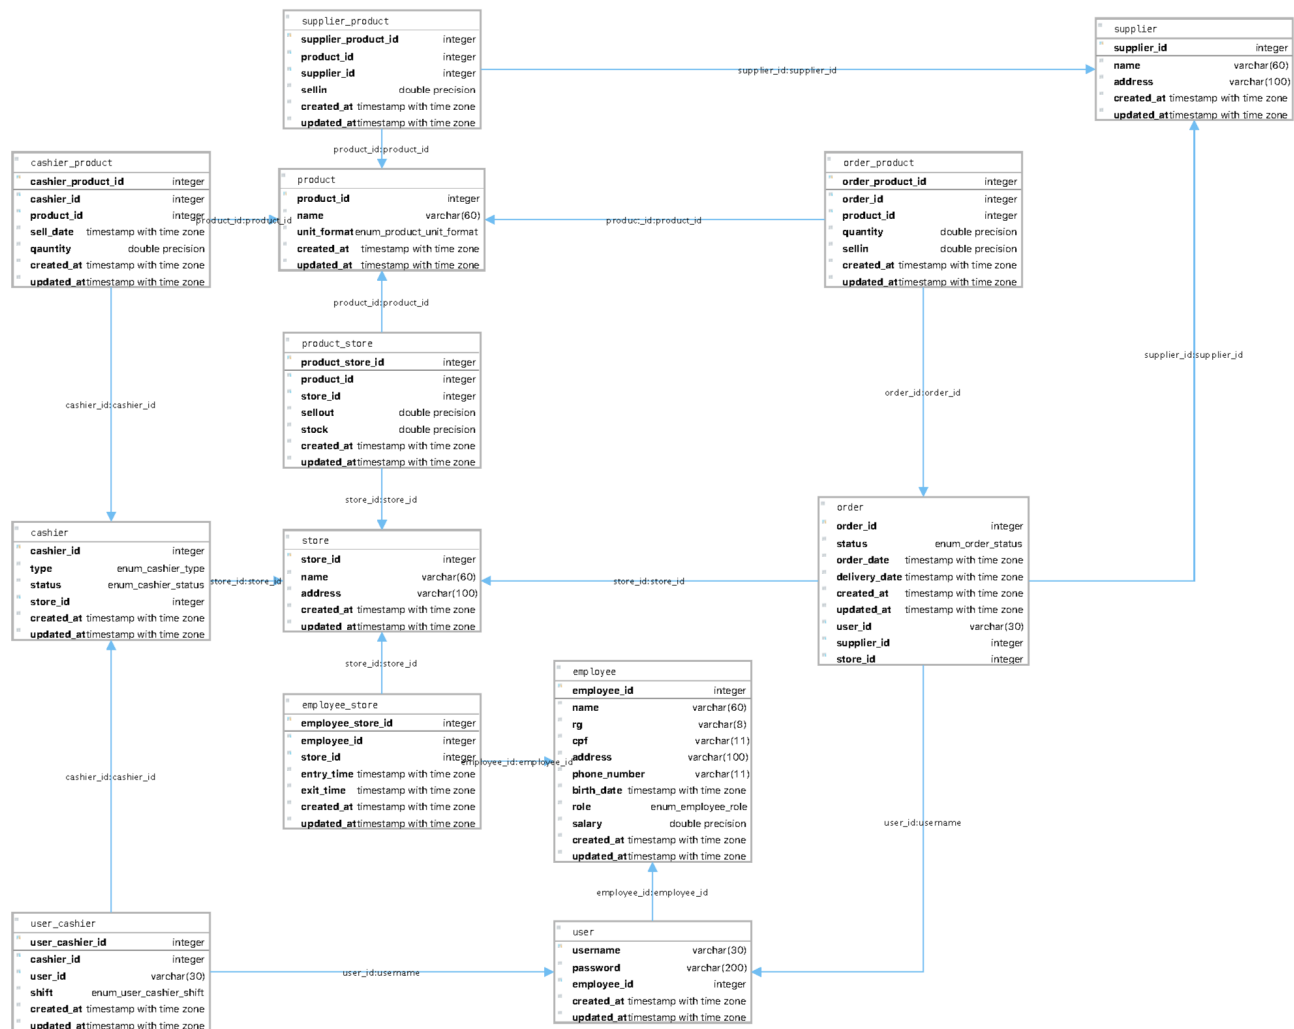 supplier_product
supplier_product_id integer
product_id integer
supplier_id integer
sellin double precision
created_at timestamp with time zone
updated_at timestamp with time zone
supplier
supplier_id integer
name varchar(60)
address varchar(100)
created_at timestamp with time zone
updated_at timestamp with time zone
supplier_id:supplier_id
product_id:product_id
cashier_product
cashier_product_id integer
cashier_id integer
product_id integer
sell_date timestamp with time zone
qauntity double precision
created_at timestamp with time zone
updated_at timestamp with time zone
product_id:product_id
product
product_id integer
name varchar(60)
unit_format enum_product_unit_format
created_at timestamp with time zone
updated_at timestamp with time zone
product_id:product_id
order_product
order_product_id integer
order_id integer
product_id integer
quantity double precision
sellin double precision
created_at timestamp with time zone
updated_at timestamp with time zone
product_id:product_id
product_store
product_store_id integer
product_id integer
store_id integer
sellout double precision
stock double precision
created_at timestamp with time zone
updated_at timestamp with time zone
supplier_id:supplier_id
order_id:order_id
cashier_id:cashier_id
store_id:store_id
cashier
cashier_id integer
type enum_cashier_type
status enum_cashier_status
store_id integer
created_at timestamp with time zone
updated_at timestamp with time zone
store_id:store_id
store
store_id integer
name varchar(60)
address varchar(100)
created_at timestamp with time zone
updated_at timestamp with time zone
store_id:store_id
order
order_id integer
status enum_order_status
order_date timestamp with time zone
delivery_date timestamp with time zone
created_at timestamp with time zone
updated_at timestamp with time zone
user_id varchar(30)
supplier_id integer
store_id integer
store_id:store_id
employee_store
employee_store_id integer
employee_id integer
store_id integer
entry_time timestamp with time zone
exit_time timestamp with time zone
created_at timestamp with time zone
updated_at timestamp with time zone
employee_id:employee_id
employee
employee_id integer
name varchar(60)
rg varchar(8)
cpf varchar(11)
address varchar(100)
phone_number varchar(11)
birth_date timestamp with time zone
role enum_employee_role
salary double precision
created_at timestamp with time zone
updated_at timestamp with time zone
cashier_id:cashier_id
user_id:username
employee_id:employee_id
user_cashier
user_cashier_id integer
cashier_id integer
user_id varchar(30)
shift enum_user_cashier_shift
created_at timestamp with time zone
updated_at timestamp with time zone
user_id:username
user
username varchar(30)
password varchar(200)
employee_id integer
created_at timestamp with time zone
updated_at timestamp with time zone